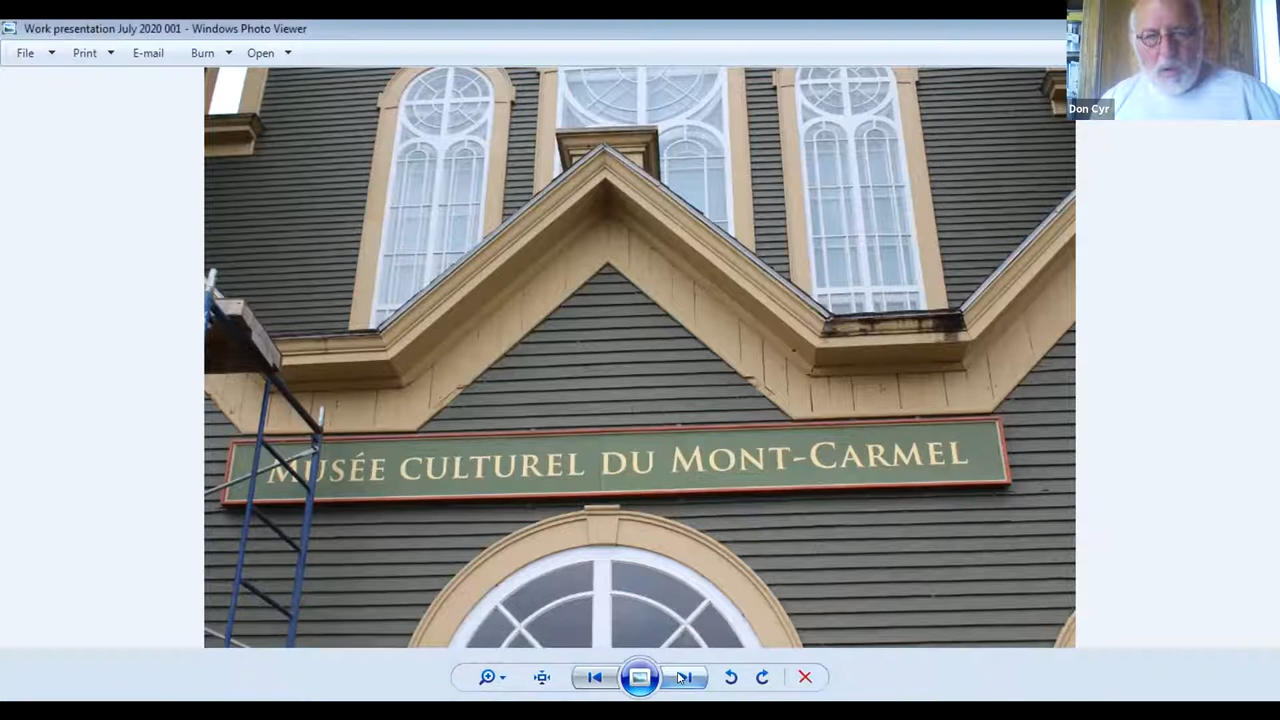 Work presentation July 2020 001 - Windows Photo Viewer
File Print E-mail Burn Open
Don Cyr
MUSÉE CULTUREL DU MONT-CARMEL